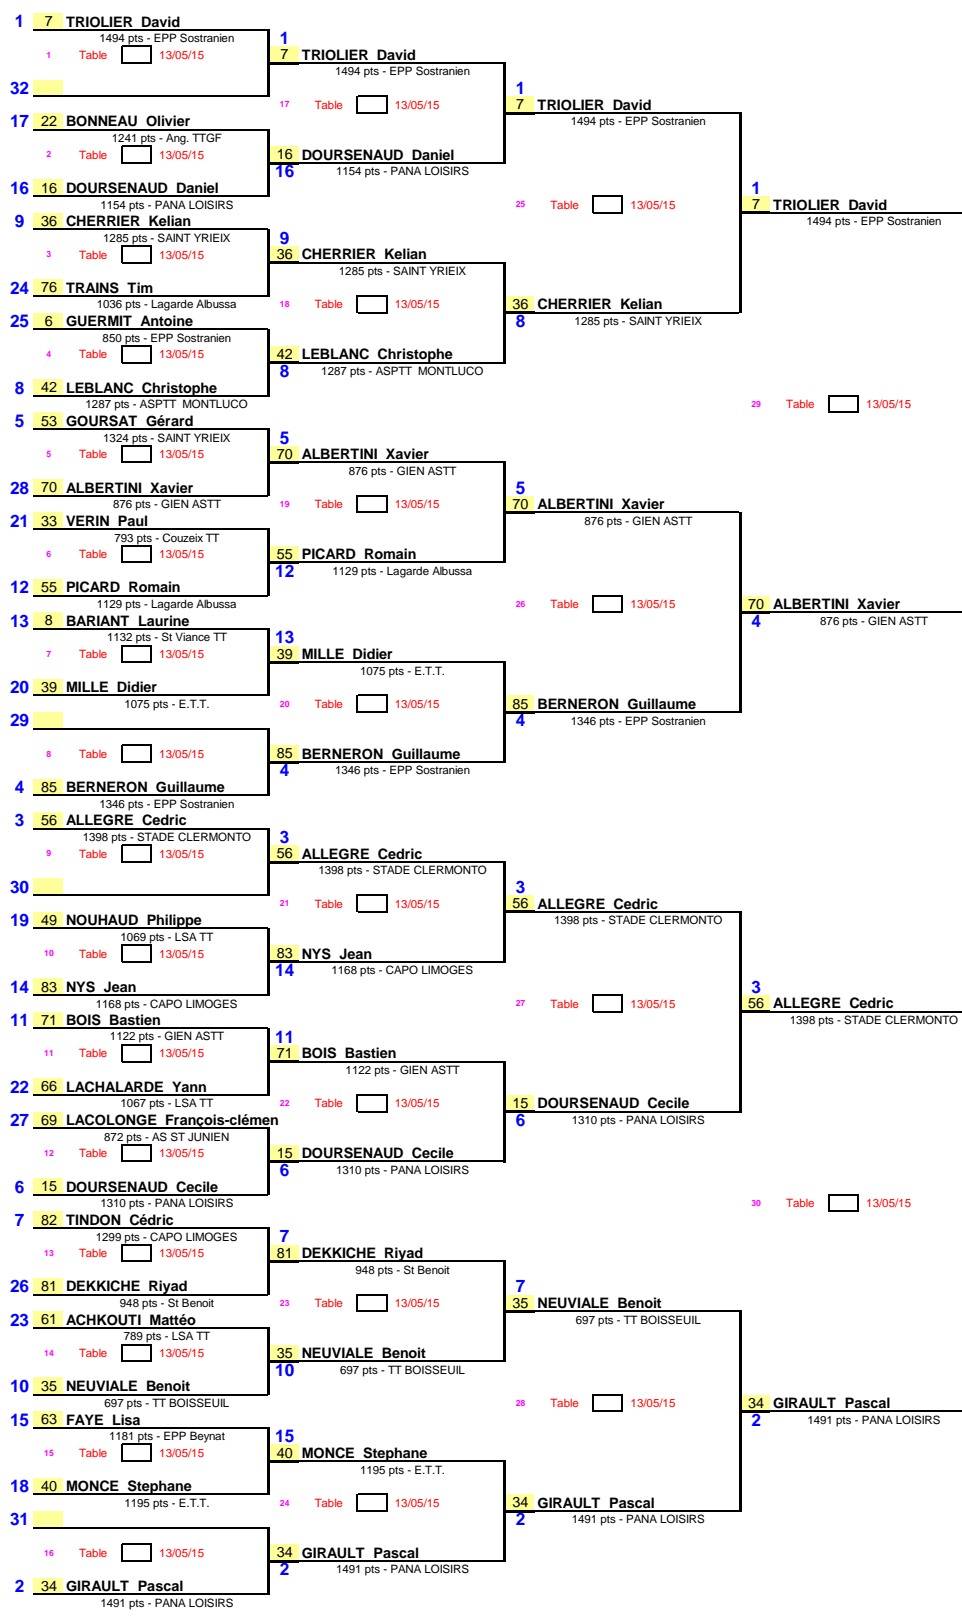 1 7 TRIOLIER David
1494 pts - EPP Sostranien
1 Table 13/05/15
32
17 22 BONNEAU Olivier
1241 pts - Ang. TTGF
2 Table 13/05/15
16 16 DOURSENAUD Daniel
1154 pts - PANA LOISIRS
9 36 CHERRIER Kelian
1285 pts - SAINT YRIEIX
3 Table 13/05/15
24 76 TRAINS Tim
1036 pts - Lagarde Albussa
25 6 GUERMIT Antoine
850 pts - EPP Sostranien
4 Table 13/05/15
8 42 LEBLANC Christophe
1287 pts - ASPTT MONTLUCO
5 53 GOURSAT Gérard
1324 pts - SAINT YRIEIX
5 Table 13/05/15
28 70 ALBERTINI Xavier
876 pts - GIEN ASTT
21 33 VERIN Paul
793 pts - Couzeix TT
6 Table 13/05/15
12 55 PICARD Romain
1129 pts - Lagarde Albussa
13 8 BARIANT Laurine
1132 pts - St Viance TT
7 Table 13/05/15
20 39 MILLE Didier
1075 pts - E.T.T.
29
8 Table 13/05/15
4 85 BERNERON Guillaume
1346 pts - EPP Sostranien
3 56 ALLEGRE Cedric
1398 pts - STADE CLERMONTO
9 Table 13/05/15
30
19 49 NOUHAUD Philippe
1069 pts - LSA TT
10 Table 13/05/15
14 83 NYS Jean
1168 pts - CAPO LIMOGES
11 71 BOIS Bastien
1122 pts - GIEN ASTT
11 Table 13/05/15
22 66 LACHALARDE Yann
1067 pts - LSA TT
27 69 LACOLONGE François-clémen
872 pts - AS ST JUNIEN
12 Table 13/05/15
6 15 DOURSENAUD Cecile
1310 pts - PANA LOISIRS
7 82 TINDON Cédric
1299 pts - CAPO LIMOGES
13 Table 13/05/15
26 81 DEKKICHE Riyad
948 pts - St Benoit
23 61 ACHKOUTI Mattéo
789 pts - LSA TT
14 Table 13/05/15
10 35 NEUVIALE Benoit
697 pts - TT BOISSEUIL
15 63 FAYE Lisa
1181 pts - EPP Beynat
15 Table 13/05/15
18 40 MONCE Stephane
1195 pts - E.T.T.
31
16 Table 13/05/15
2 34 GIRAULT Pascal
1491 pts - PANA LOISIRS
1
7 TRIOLIER David
1494 pts - EPP Sostranien
17 Table 13/05/15
16 DOURSENAUD Daniel
16
1154 pts - PANA LOISIRS
9
36 CHERRIER Kelian
1285 pts - SAINT YRIEIX
18 Table 13/05/15
42 LEBLANC Christophe
8
1287 pts - ASPTT MONTLUCO
5
70 ALBERTINI Xavier
876 pts - GIEN ASTT
19 Table 13/05/15
55 PICARD Romain
12
1129 pts - Lagarde Albussa
13
39 MILLE Didier
1075 pts - E.T.T.
20 Table 13/05/15
85 BERNERON Guillaume
4
1346 pts - EPP Sostranien
3
56 ALLEGRE Cedric
1398 pts - STADE CLERMONTO
21 Table 13/05/15
83 NYS Jean
14
1168 pts - CAPO LIMOGES
11
71 BOIS Bastien
1122 pts - GIEN ASTT
22 Table 13/05/15
15 DOURSENAUD Cecile
6
1310 pts - PANA LOISIRS
7
81 DEKKICHE Riyad
948 pts - St Benoit
23 Table 13/05/15
35 NEUVIALE Benoit
10
697 pts - TT BOISSEUIL
15
40 MONCE Stephane
1195 pts - E.T.T.
24 Table 13/05/15
34 GIRAULT Pascal
2
1491 pts - PANA LOISIRS
1
7 TRIOLIER David
1494 pts - EPP Sostranien
25 Table 13/05/15
36 CHERRIER Kelian
8
1285 pts - SAINT YRIEIX
5
70 ALBERTINI Xavier
876 pts - GIEN ASTT
26 Table 13/05/15
85 BERNERON Guillaume
4
1346 pts - EPP Sostranien
3
56 ALLEGRE Cedric
1398 pts - STADE CLERMONTO
27 Table 13/05/15
15 DOURSENAUD Cecile
6
1310 pts - PANA LOISIRS
7
35 NEUVIALE Benoit
697 pts - TT BOISSEUIL
28 Table 13/05/15
34 GIRAULT Pascal
2
1491 pts - PANA LOISIRS
1
7 TRIOLIER David
1494 pts - EPP Sostranien
29 Table 13/05/15
70 ALBERTINI Xavier
4
876 pts - GIEN ASTT
3
56 ALLEGRE Cedric
1398 pts - STADE CLERMONTO
30 Table 13/05/15
34 GIRAULT Pascal
2
1491 pts - PANA LOISIRS